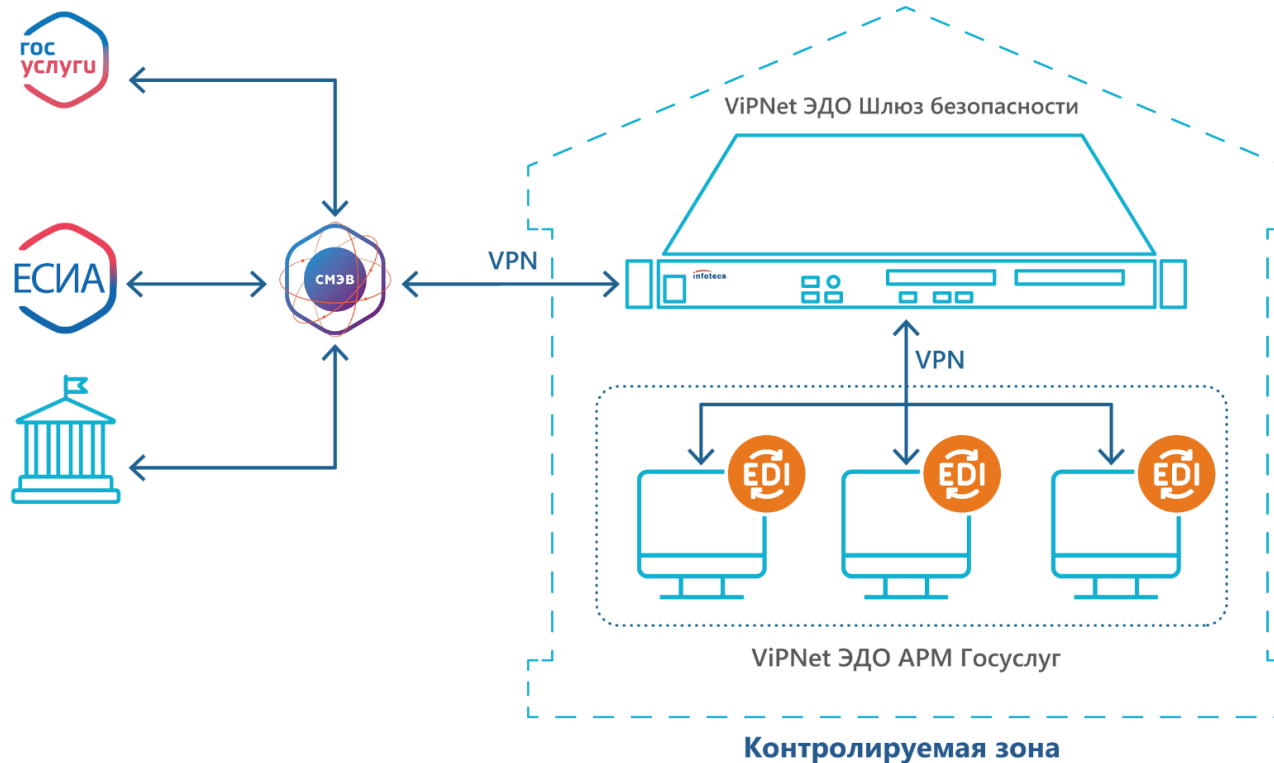 гос
услуги
ViPNet ЭДО Шлюз безопасности
infotecs
ЕСИА
СМЭВ
VPN
VPN
EDI
EDI
EDI
ViPNet ЭДО АРМ Госуслуг
Контролируемая зона